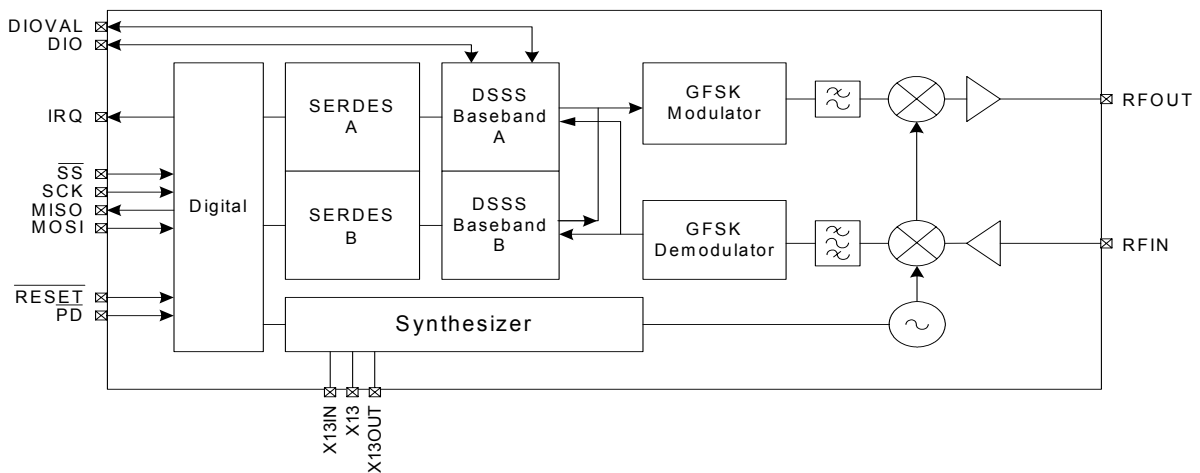 DIOVAL
DIO
IRQ
SS
SCK
MISO
MOSI
RESET
PD
Digital
SERDES
A
SERDES
B
DSSS
Baseband
A
DSSS
Baseband
B
GFSK
Modulator
GFSK
Demodulator
Synthesizer
RFOUT
RFIN
X13IN
X13
X13OUT